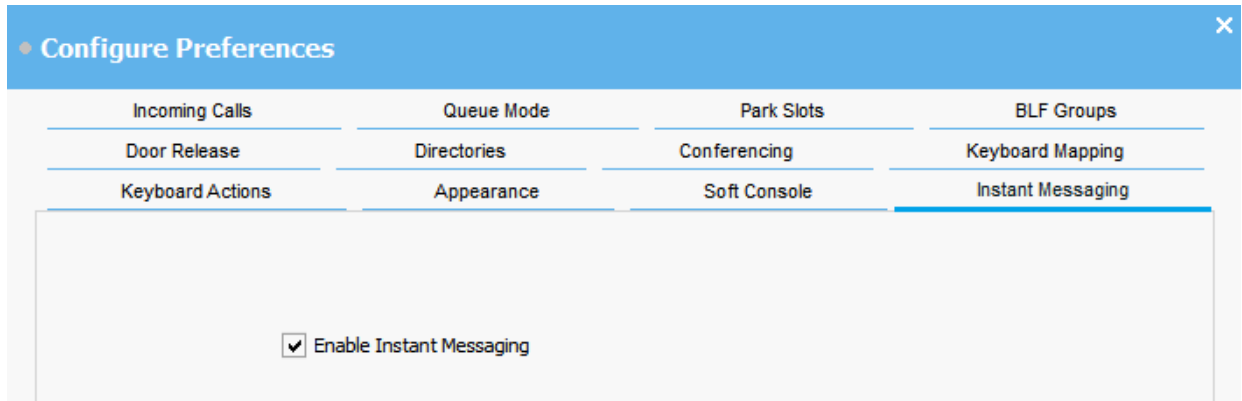 Configure Preferences
Incoming Calls Queue Mode Park Slots BLF Groups
Door Release Directories Conferencing Keyboard Mapping
Keyboard Actions Appearance Soft Console Instant Messaging
Enable Instant Messaging